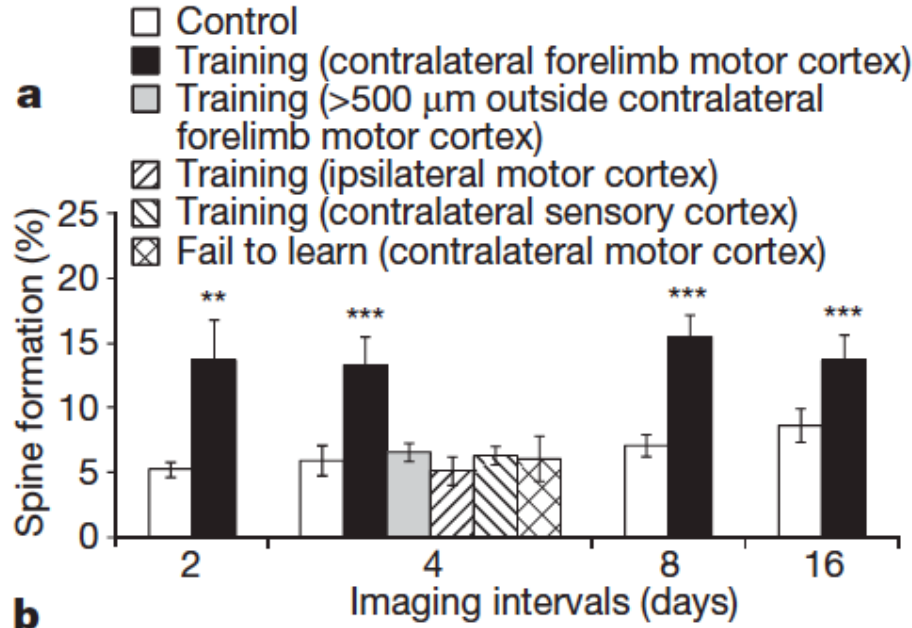 a
Control
Training (contralateral forelimb motor cortex)
Training (>500 μm outside contralateral
forelimb motor cortex)
Training (ipsilateral motor cortex)
Training (contralateral sensory cortex)
Fail to learn (contralateral motor cortex)
Spine formation (%)
25
20
15
10
5
0
**
***
***
***
2 4 8 16
Imaging intervals (days)
b